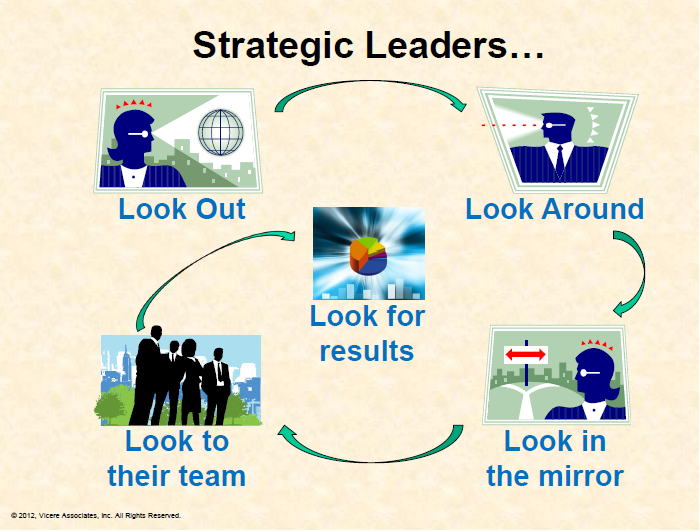 Strategic Leaders…
Look Out
Look Around
Look for
results
Look to
their team
Look in
the mirror
© 2012, Vicere Associates, Inc. All Rights Reserved.